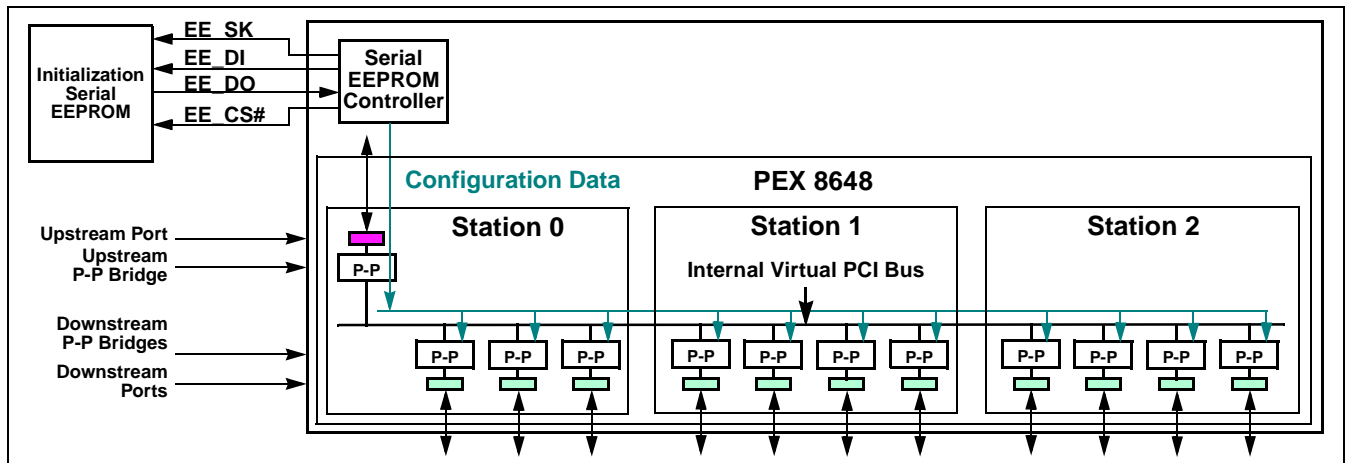 EE_SK
EE_DI
EE_DO
EE_CS#
Initialization
Serial
EEPROM
Serial
EEPROM
Controller
Configuration Data
PEX 8648
Station 0
Station 1
Station 2
Upstream Port
Upstream
P-P Bridge
P-P
Internal Virtual PCI Bus
Downstream
P-P Bridges
Downstream
Ports
P-P
P-P
P-P
P-P
P-P
P-P
P-P
P-P
P-P
P-P
P-P